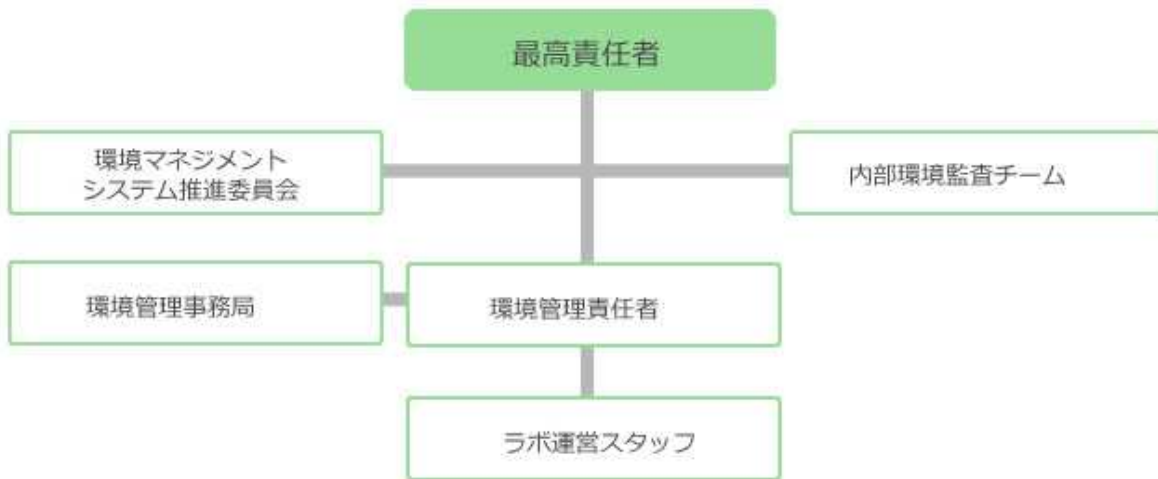 最高責任者
環境マネジメント
システム推進委員会
内部環境監査チーム
環境管理事務局
環境管理責任者
ラボ運営スタッフ